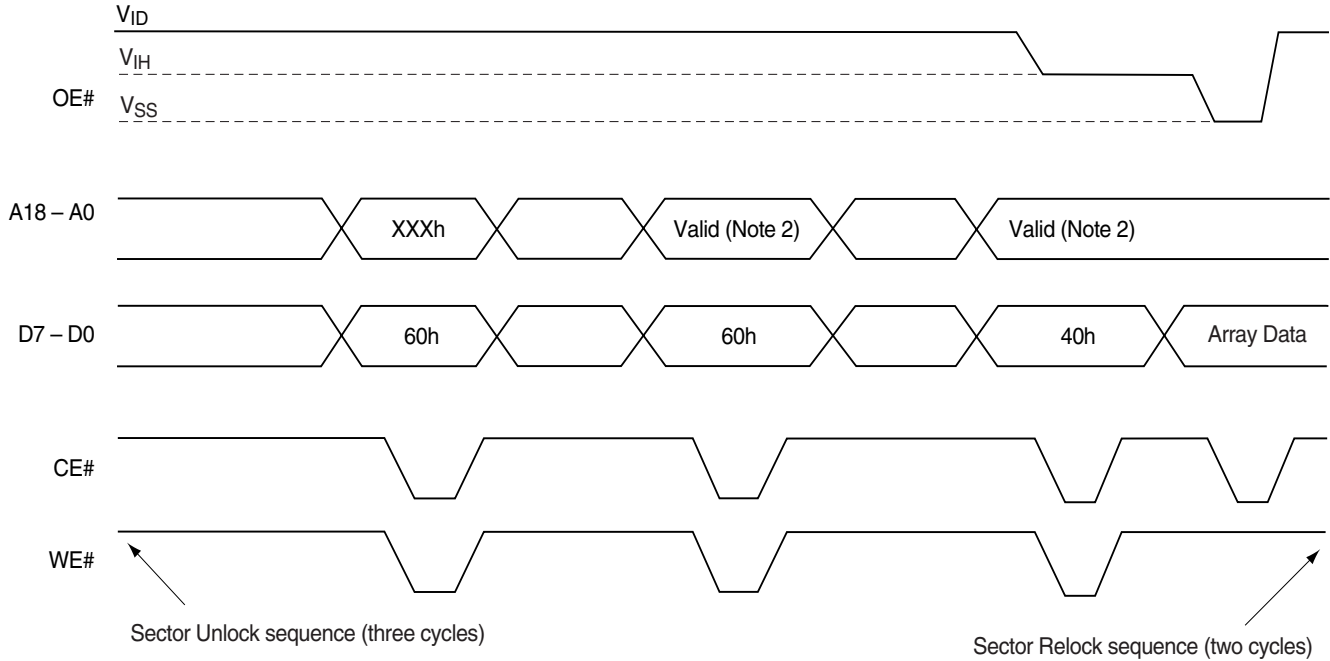 VID
VIH
OE#
VSS
A18 – A0
XXXh
Valid (Note 2)
Valid (Note 2)
D7 – D0
60h
60h
40h
Array Data
CE#
WE#
Sector Unlock sequence (three cycles)
Sector Relock sequence (two cycles)